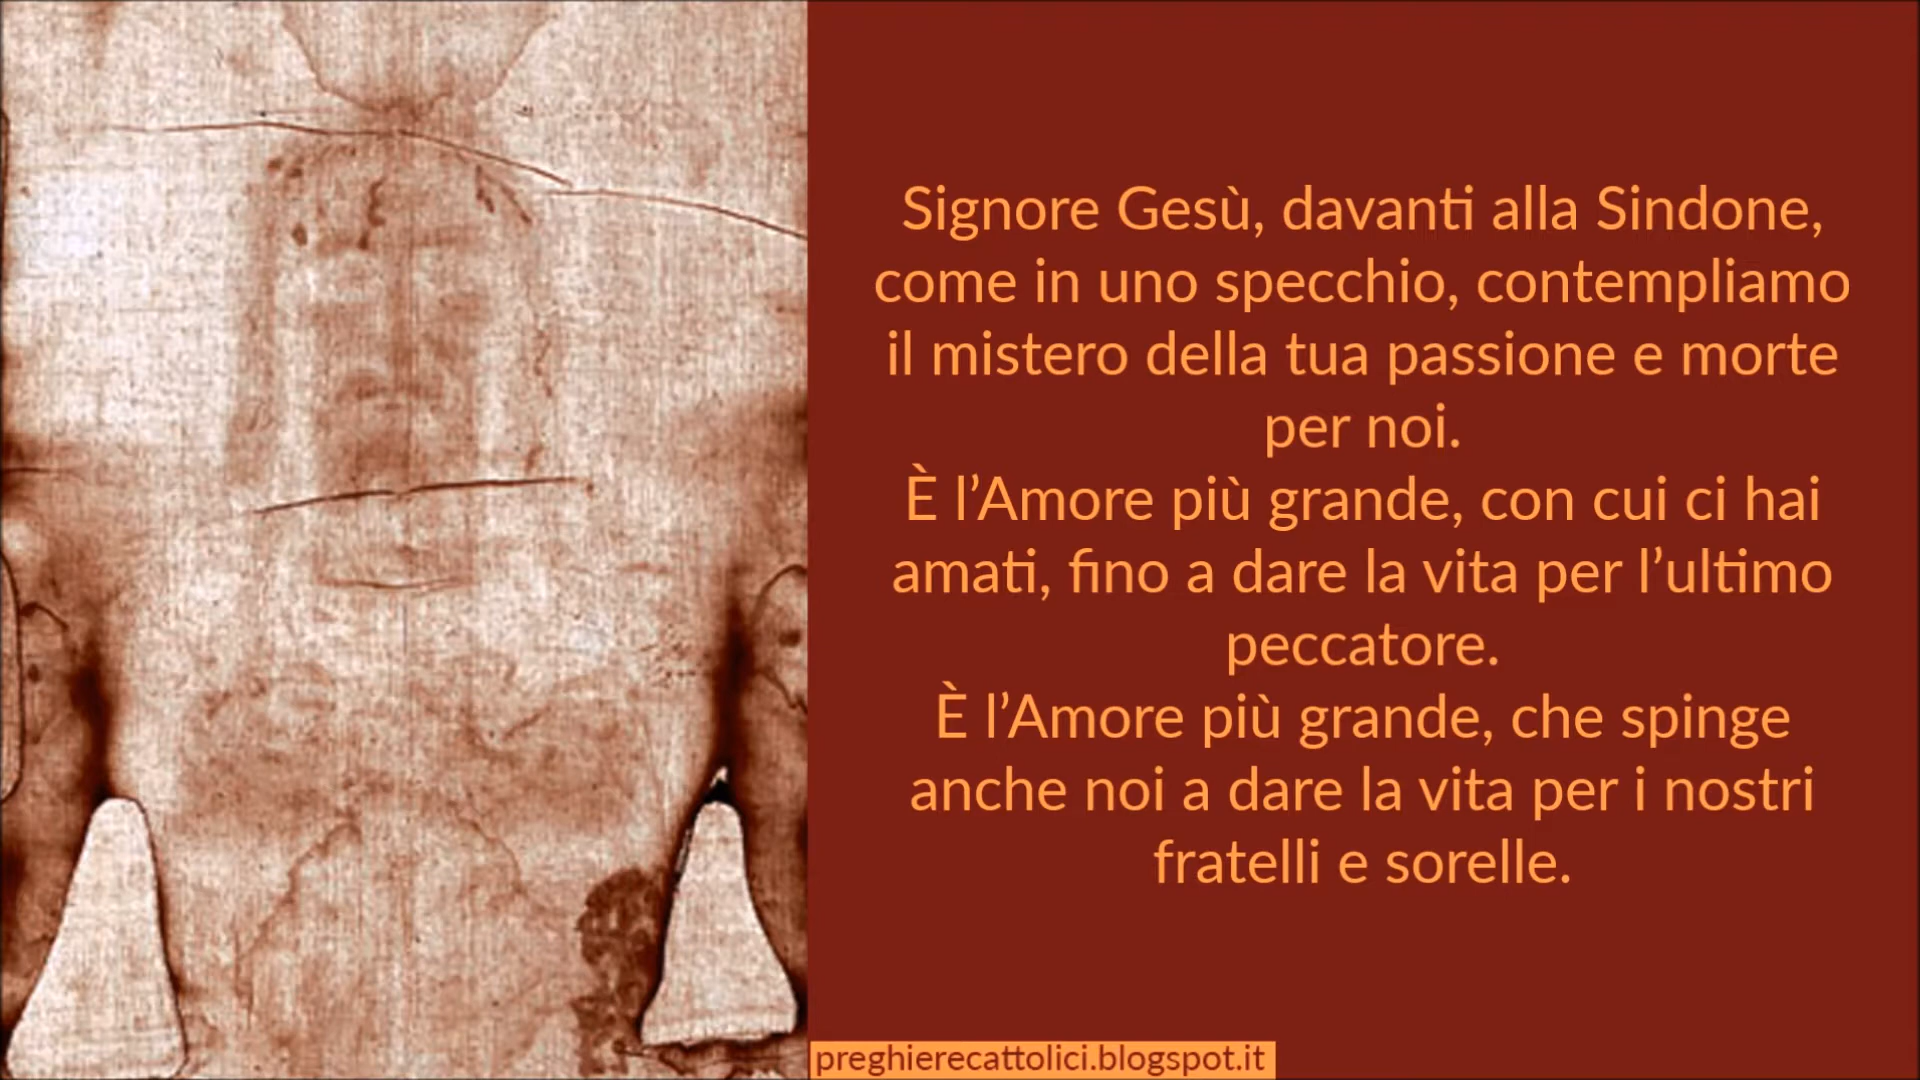 Signore Gesù, davanti alla Sindone,
come in uno specchio, contempliamo
il mistero della tua passione e morte
per noi.
È l’Amore più grande, con cui ci hai
amati, fino a dare la vita per l’ultimo
peccatore.
È l’Amore più grande, che spinge
anche noi a dare la vita per i nostri
fratelli e sorelle.
preghierecattolici.blogspot.it